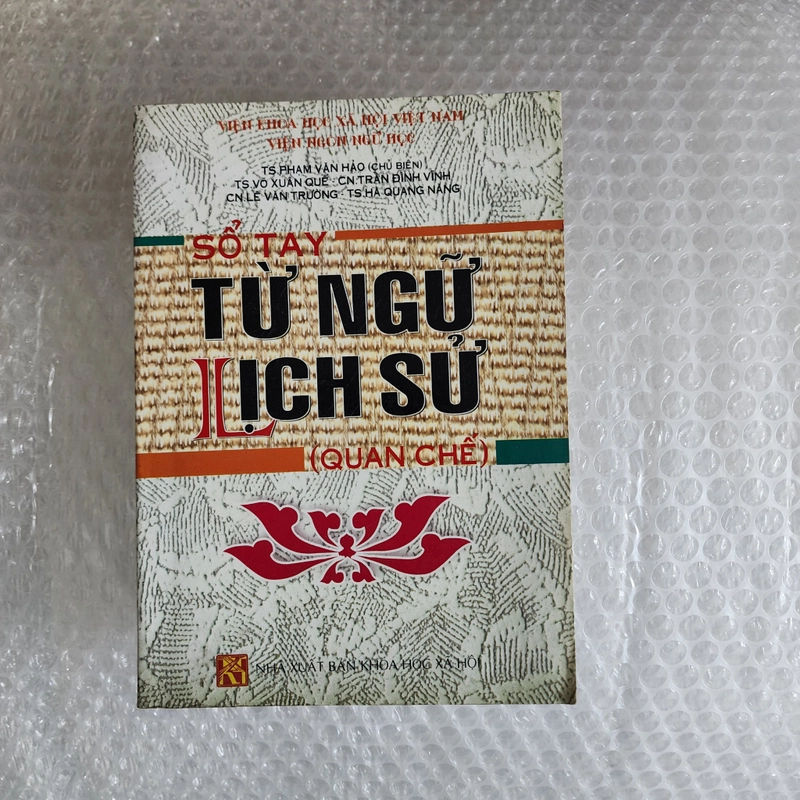 VIỆN KHOA HỌC XÃ HỘI VIỆT NAM
VIỆN NGÔN NGỮ HỌC
TS.PHẠM VĂN HẢO (CHỦ BIÊN)
TS.VÕ XUÂN QUẾ - CN TRẦN ĐÌNH VĨNH
CN.LÊ VĂN TRƯỜNG - TS.HÀ QUANG NĂNG
SỔ TAY
TỪ NGỮ
LỊCH SỬ
(QUAN CHẾ)
NHÀ XUẤT BẢN KHOA HỌC XÃ HỘI